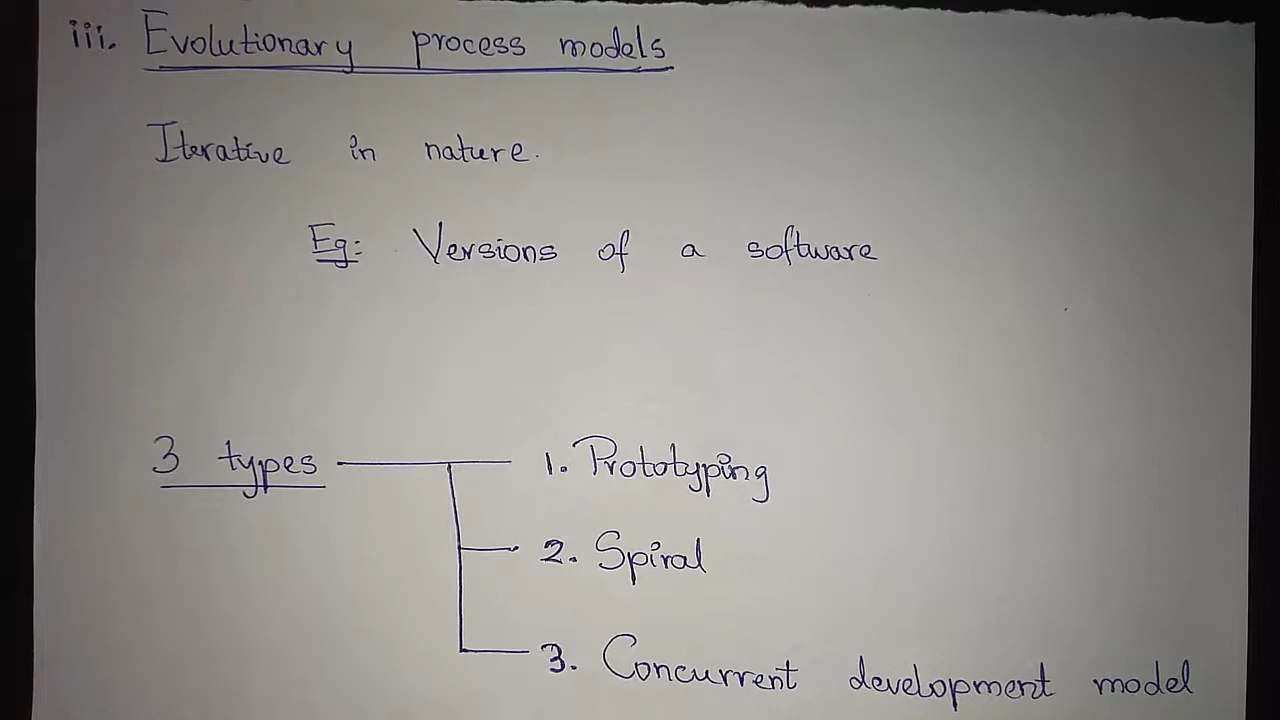 iii. Evolutionary process models
Iterative in nature.
Eg: Versions of a software
3 types
1. Prototyping
2. Spiral
3. Concurrent development model